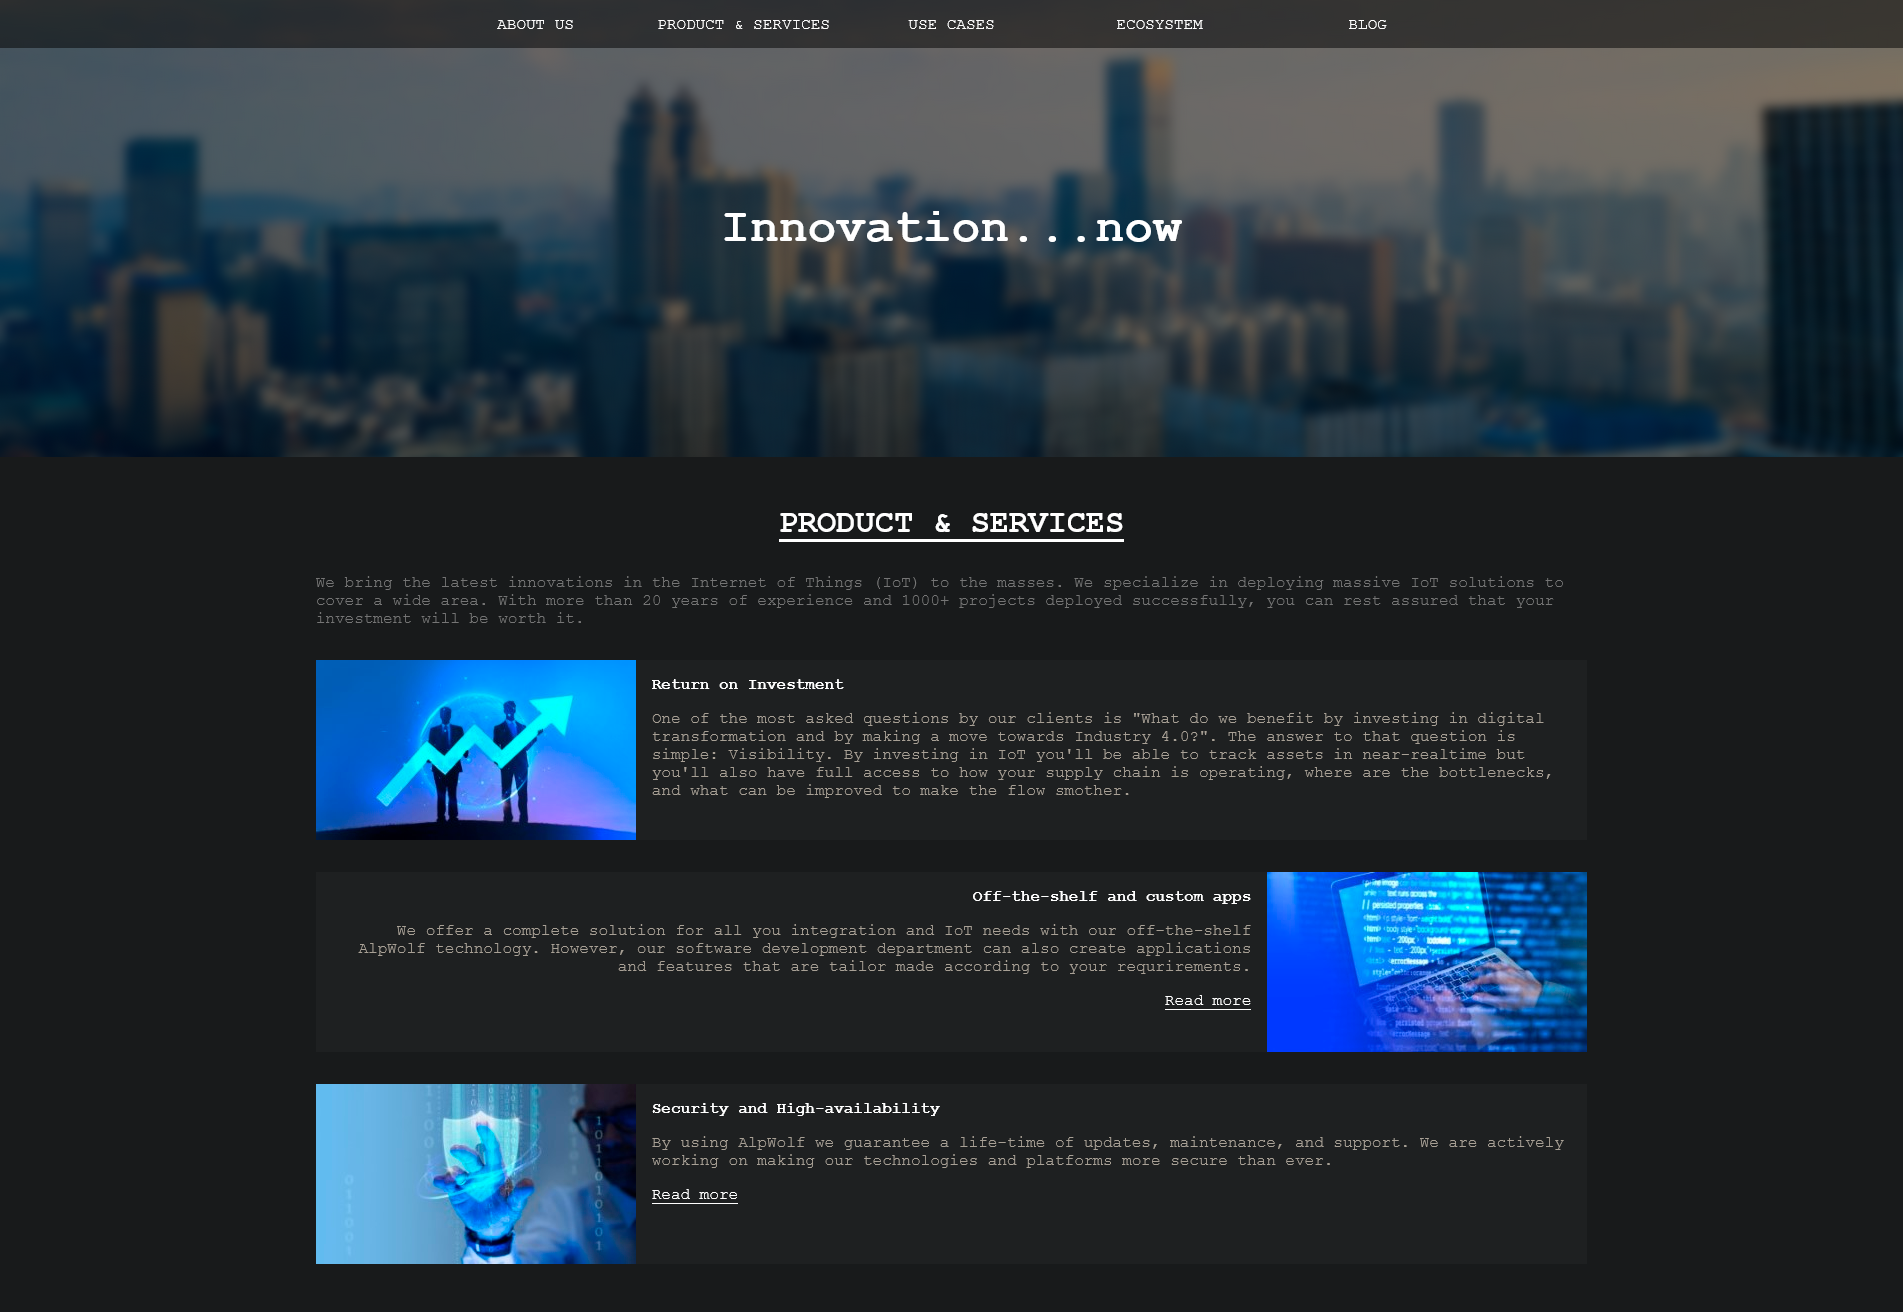 ABOUT US PRODUCT & SERVICES USE CASES ECOSYSTEM BLOG
Innovation...now
PRODUCT & SERVICES
We bring the latest innovations in the Internet of Things (IoT) to the masses. We specialize in deploying massive IoT solutions to
cover a wide area. With more than 20 years of experience and 1000+ projects deployed successfully, you can rest assured that your
investment will be worth it.
Return on Investment
One of the most asked questions by our clients is "What do we benefit by investing in digital
transformation and by making a move towards Industry 4.0?". The answer to that question is
simple: Visibility. By investing in IoT you'll be able to track assets in near-realtime but
you'll also have full access to how your supply chain is operating, where are the bottlenecks,
and what can be improved to make the flow smother.
Off-the-shelf and custom apps
We offer a complete solution for all you integration and IoT needs with our off-the-shelf
AlpWolf technology. However, our software development department can also create applications
and features that are tailor made according to your requrirements.
Read more
Security and High-availability
By using AlpWolf we guarantee a life-time of updates, maintenance, and support. We are actively
working on making our technologies and platforms more secure than ever.
Read more